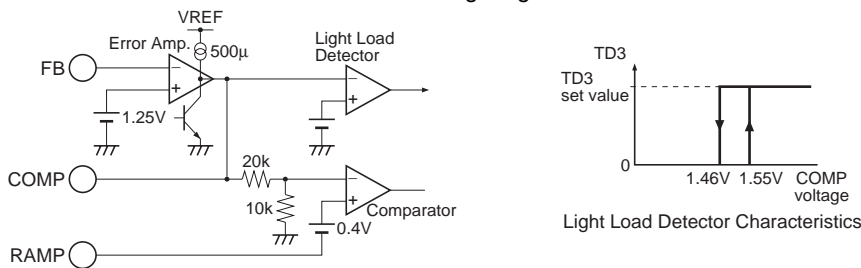 VREF
Error Amp.
500μ
Light Load
Detector
FB
1.25V
COMP
20k
10k
Comparator
0.4V
RAMP
TD3
TD3
set value
0
1.46V
1.55V
COMP
voltage
Light Load Detector Characteristics